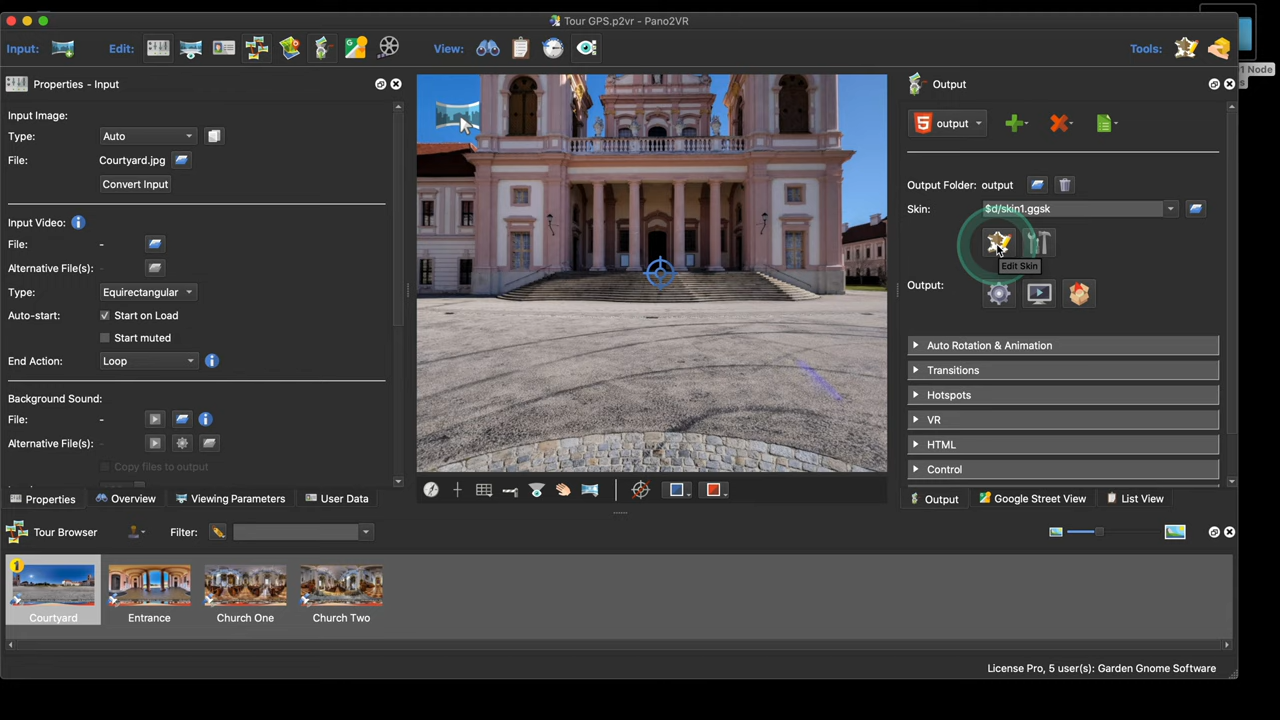 Tour GPS.p2vr - Pano2VR
Input:
Edit:
View:
Tools:
Properties - Input
Output
Input Image:
Type:
Auto
File:
Courtyard.jpg
Convert Input
Input Video:
File:
-
Alternative File(s):
-
Type:
Equirectangular
Auto-start:
Start on Load
Start muted
End Action:
Loop
Background Sound:
File:
-
Alternative File(s):
Copy files to output
output
Output Folder:
output
Skin:
$d/skin1.ggsk
Edit Skin
Output:
Auto Rotation & Animation
Transitions
Hotspots
VR
HTML
Control
Properties
Overview
Viewing Parameters
User Data
Output
Google Street View
List View
Tour Browser
Filter:
1
Courtyard
Entrance
Church One
Church Two
License Pro, 5 user(s): Garden Gnome Software